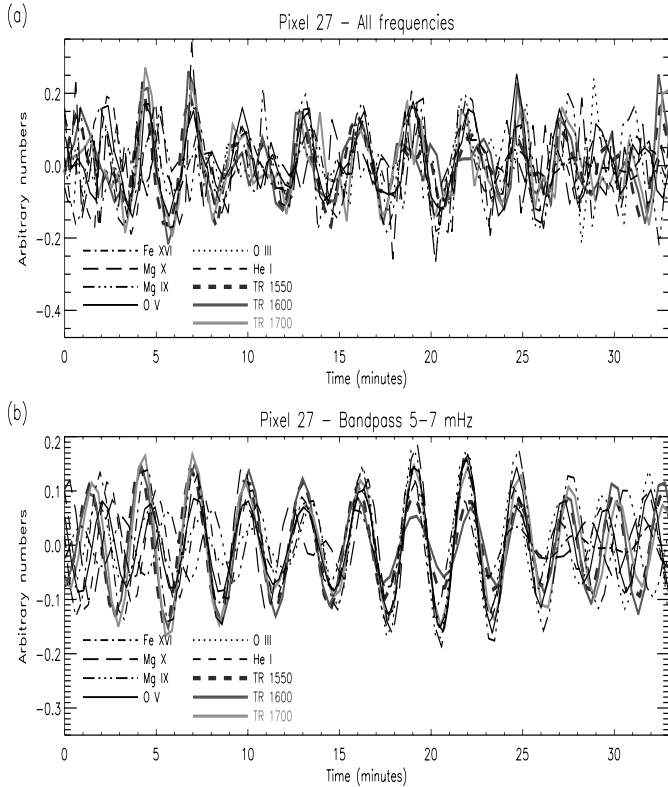 (a)
Pixel 27 – All frequencies
Arbitrary numbers
0.2
0.0
−0.2
−0.4
Fe XVI
Mg X
Mg IX
O V
O III
He I
TR 1550
TR 1600
TR 1700
0 5 10 15 20 25 30
Time (minutes)
(b)
Pixel 27 – Bandpass 5–7 mHz
Arbitrary numbers
0.2
0.1
0.0
−0.1
−0.2
−0.3
Fe XVI
Mg X
Mg IX
O V
O III
He I
TR 1550
TR 1600
TR 1700
0 5 10 15 20 25 30
Time (minutes)